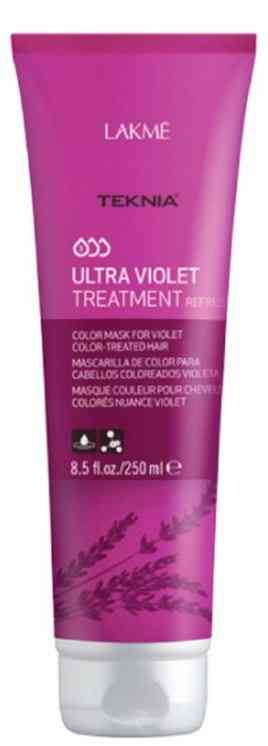 LAKMÉ
TEKNIA
ULTRA VIOLET
TREATMENT
COLOR MASK FOR VIOLET
COLOR-TREATED HAIR
MASCARILLA DE COLOR PARA
CABELLOS COLOREADOS VIOLETA
MASQUE COULEUR POUR
COLORÉS NUANCE VIOLET
8.5 fl.oz./250 ml ℮